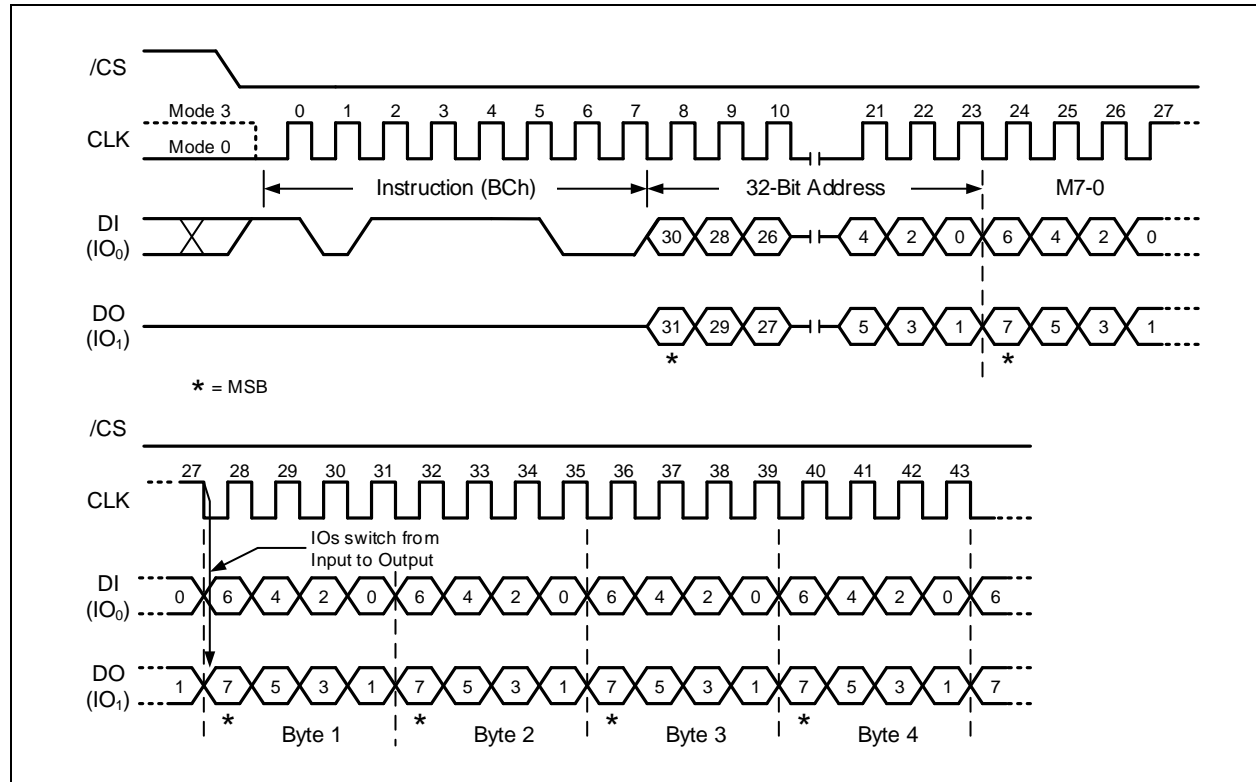 /CS
Mode 3
0 1 2 3 4 5 6 7 8 9 10 21 22 23 24 25 26 27
CLK
Mode 0
Instruction (BCh) 32-Bit Address M7-0
DI
(IO₀)
30 28 26 4 2 0 6 4 2 0
DO
(IO₁)
31 29 27 5 3 1 7 5 3 1
* *
* = MSB
/CS
27 28 29 30 31 32 33 34 35 36 37 38 39 40 41 42 43
CLK
IOs switch from
Input to Output
DI
(IO₀)
0 6 4 2 0 6 4 2 0 6 4 2 0 6 4 2 0 6
DO
(IO₁)
1 7 5 3 1 7 5 3 1 7 5 3 1 7 5 3 1 7
* * * *
Byte 1 Byte 2 Byte 3 Byte 4